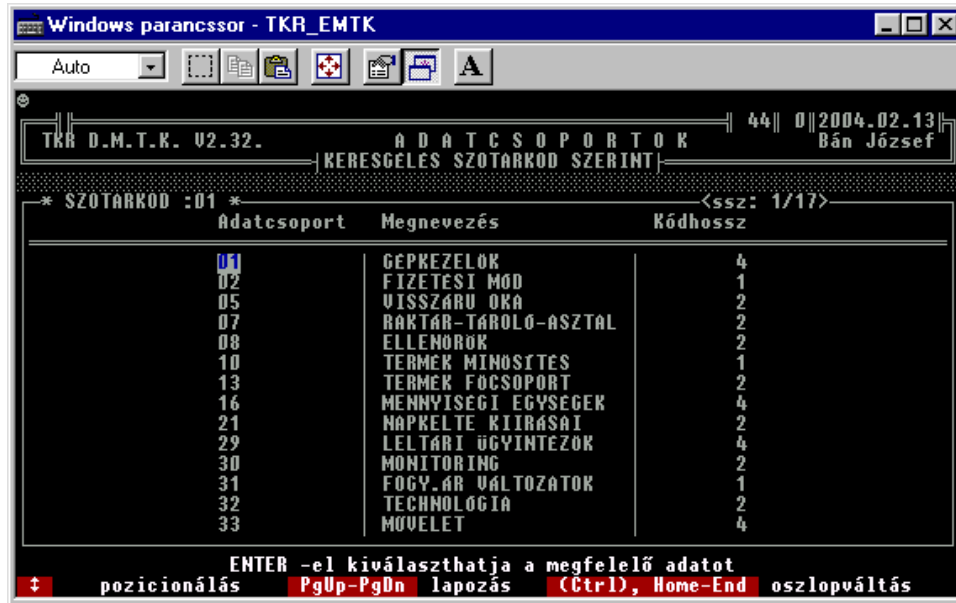 Windows parancssor - TKR_EMTK
Auto
44 0 2004.02.13
TKR D.M.T.K. V2.32. A D A T C S O P O R T O K Bán József
KERESGÉLÉS SZÓTÁRKÓD SZERINT
* SZÓTÁRKÓD :01 * <ssz: 1/17>
Adatcsoport Megnevezés Kódhossz
01 GÉPKEZELŐK 4
02 FIZETÉSI MÓD 1
05 VISSZÁRU OKA 2
07 RAKTÁR-TÁROLÓ-ASZTAL 2
08 ELLENŐRÖK 2
10 TERMÉK MINŐSÍTÉS 1
13 TERMÉK FŐCSOPORT 2
16 MENNYISÉGI EGYSÉGEK 4
21 NAPKELTE KIIRÁSAI 2
29 LELTÁRI ÜGYINTÉZŐK 4
30 MONITORING 2
31 FOGY.ÁR VÁLTOZATOK 1
32 TECHNOLÓGIA 2
33 MŰVELET 4
ENTER -el kiválaszthatja a megfelelő adatot
↕ pozicionálás PgUp-PgDn lapozás (Ctrl), Home-End oszlopváltás